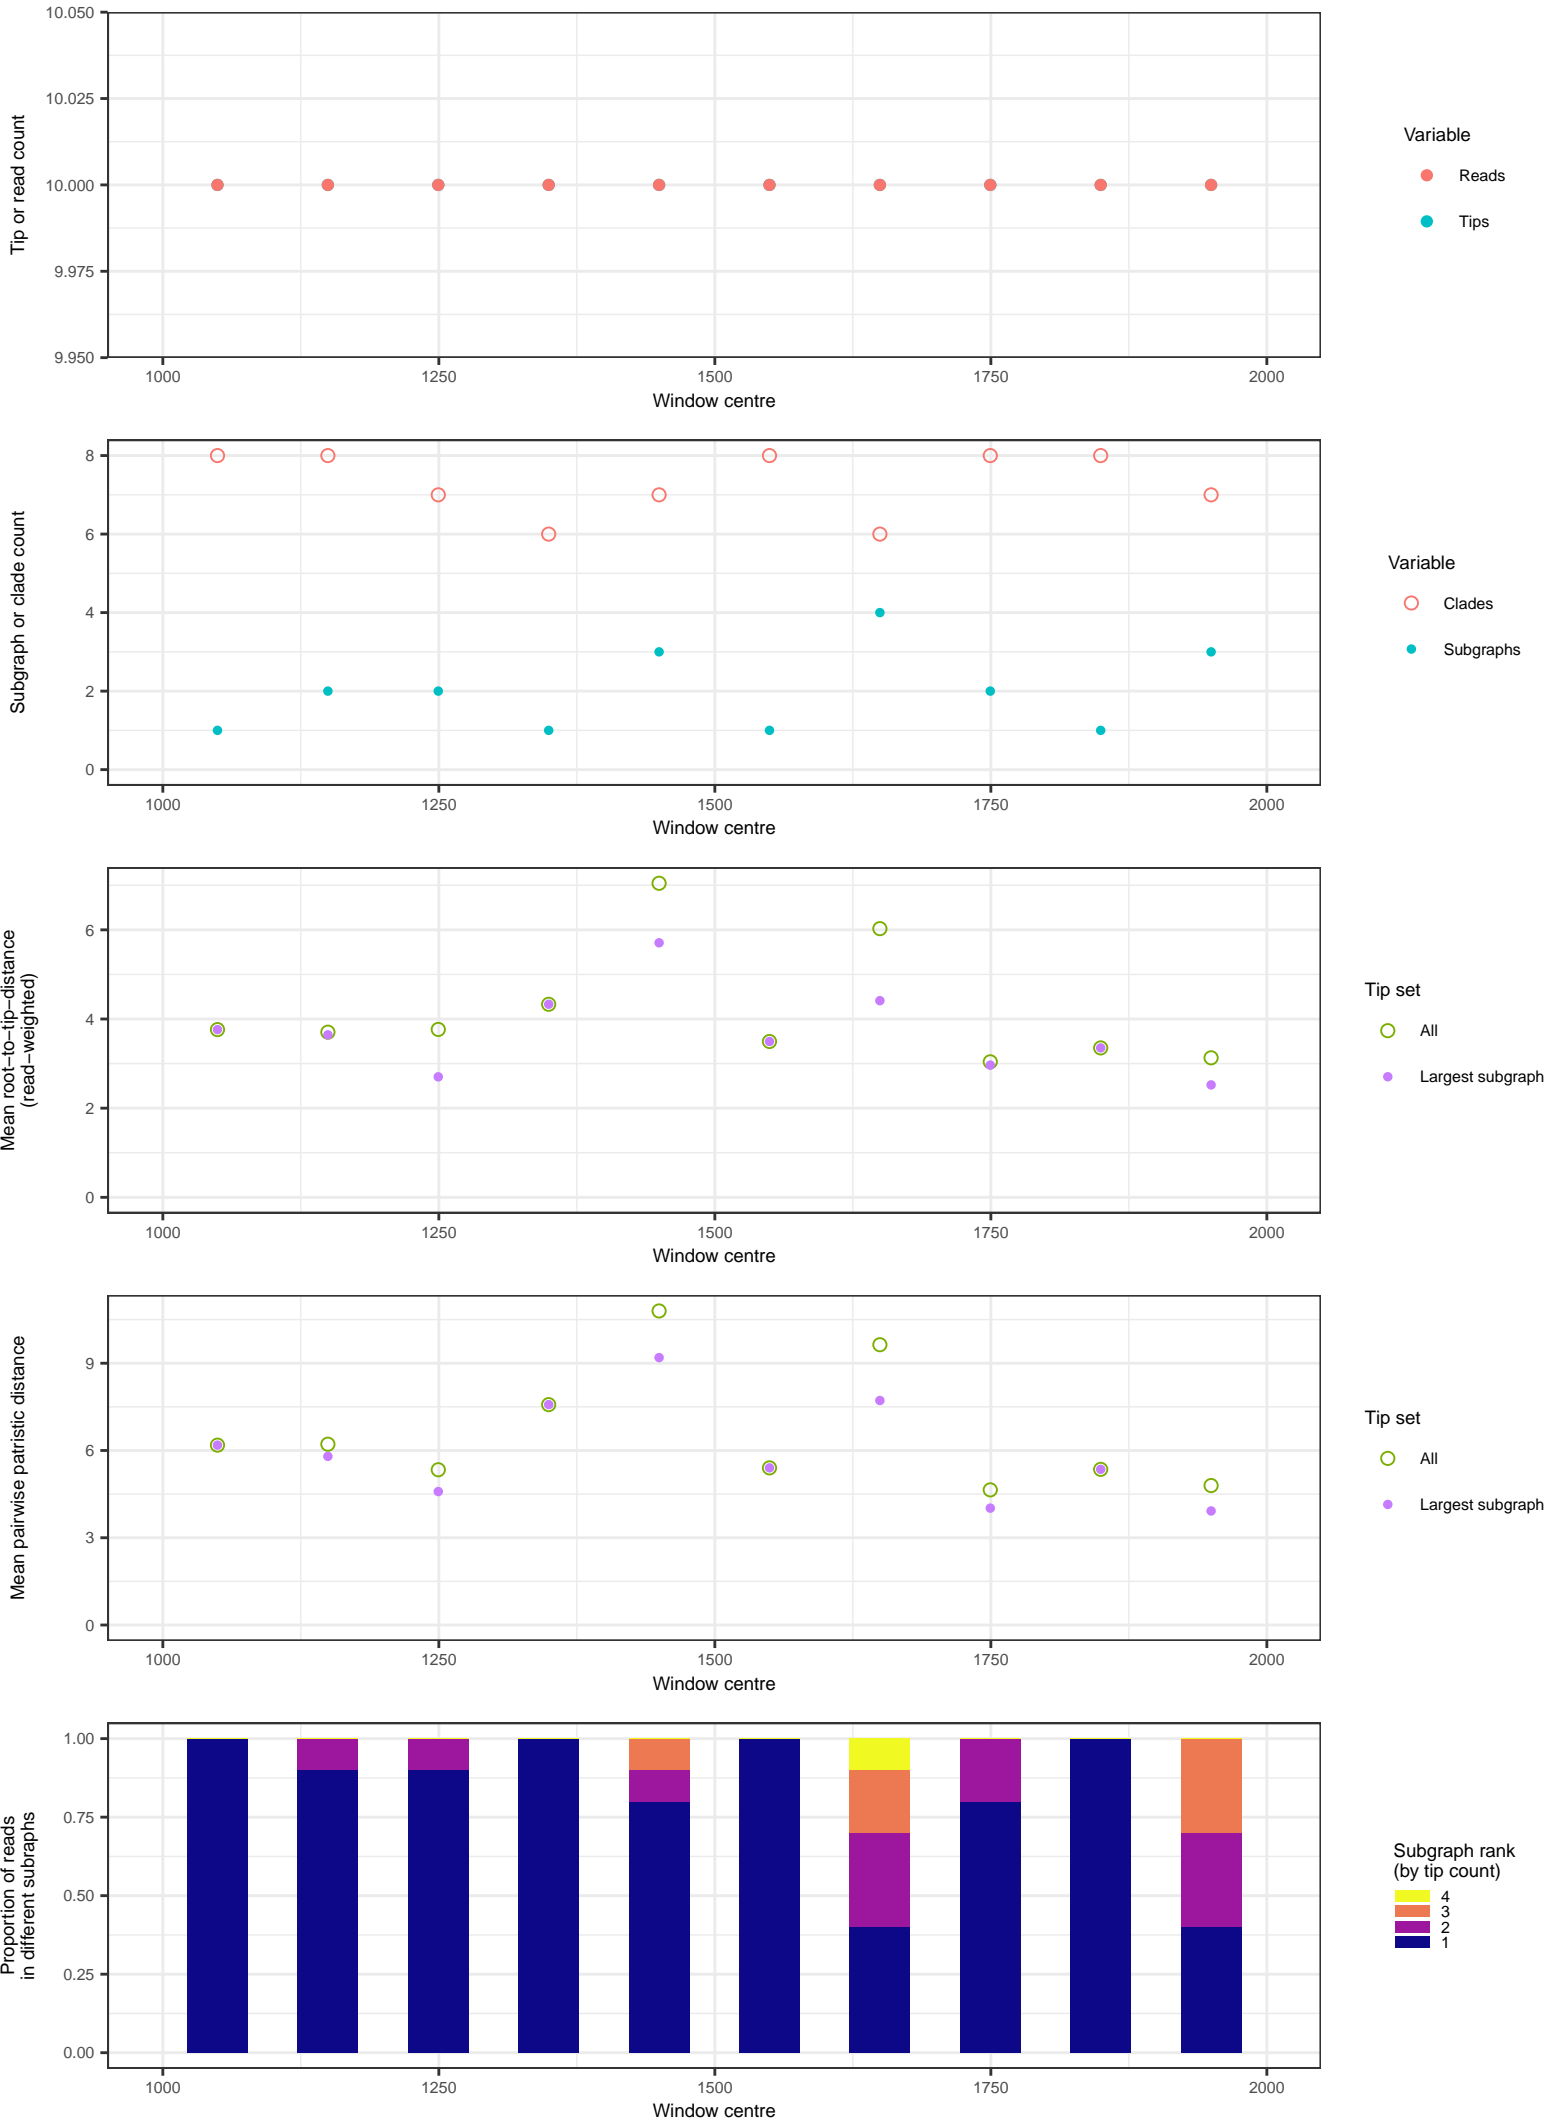 10.050
10.025
10.000
9.975
9.950
Tip or read count
1000 1250 1500 1750 2000
Window centre
Variable
Reads
Tips
8
6
4
2
0
Subgraph or clade count
1000 1250 1500 1750 2000
Window centre
Variable
Clades
Subgraphs
6
4
2
0
Mean root−to−tip−distance
(read−weighted)
1000 1250 1500 1750 2000
Window centre
Tip set
All
Largest subgraph
9
6
3
0
Mean pairwise patristic distance
1000 1250 1500 1750 2000
Window centre
Tip set
All
Largest subgraph
1.00
0.75
0.50
0.25
0.00
Proportion of reads
in different subraphs
1000 1250 1500 1750 2000
Window centre
Subgraph rank
(by tip count)
4
3
2
1